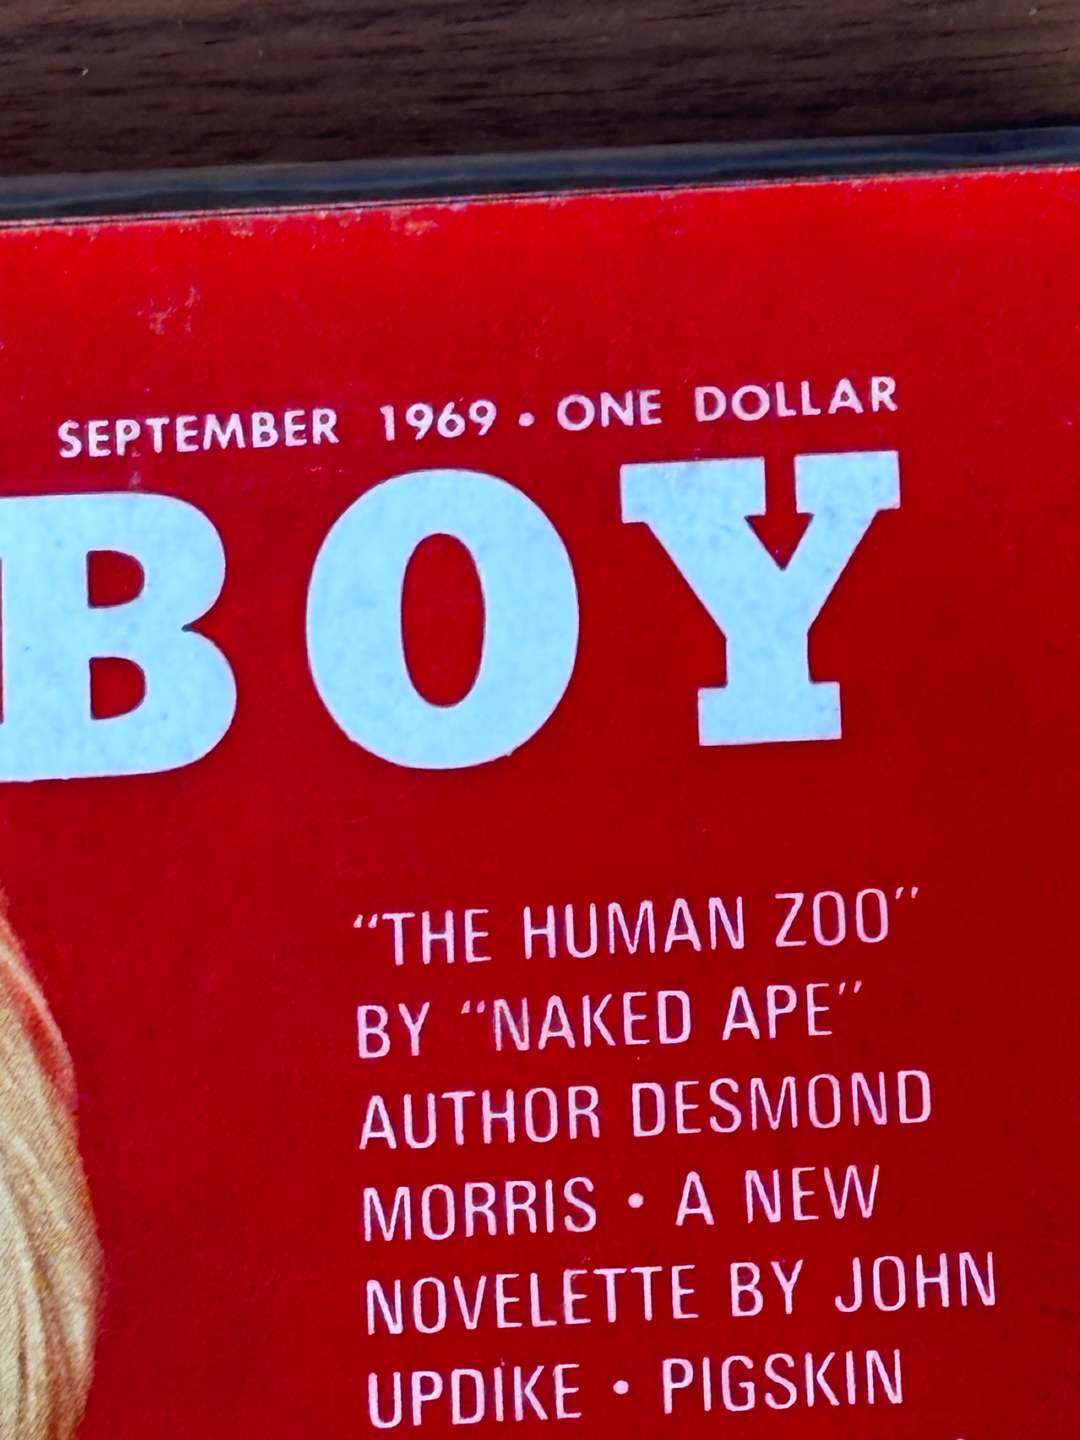 SEPTEMBER 1969 • ONE DOLLAR
BOY
“THE HUMAN ZOO”
BY “NAKED APE”
AUTHOR DESMOND
MORRIS • A NEW
NOVELETTE BY JOHN
UPDIKE • PIGSKIN